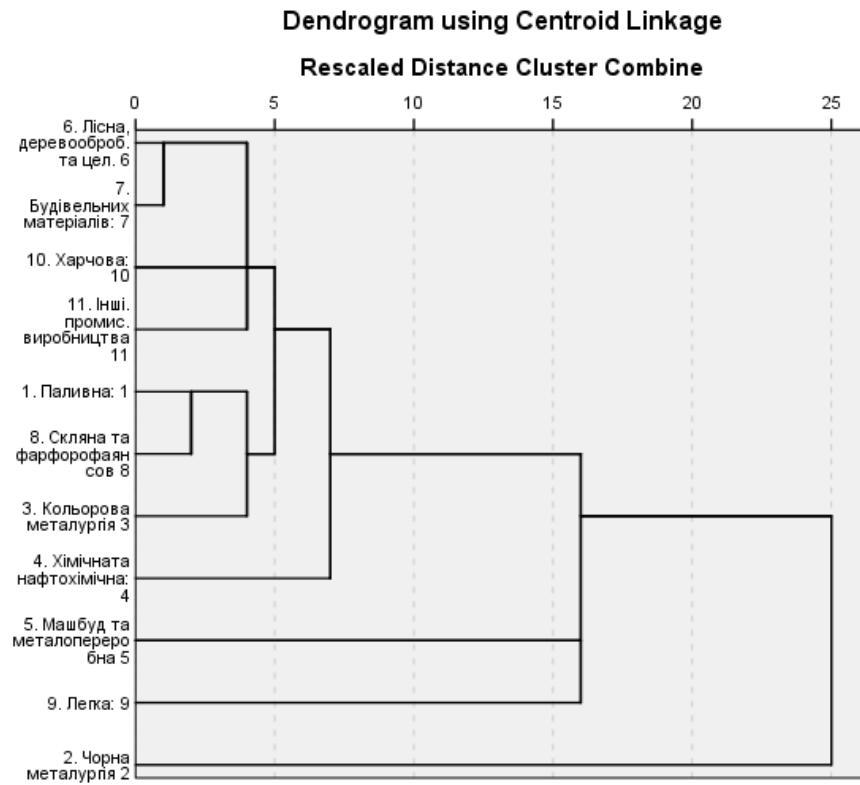 Dendrogram using Centroid Linkage
Rescaled Distance Cluster Combine
0 5 10 15 20 25
6. Лісна,
деревооброб.
та цел. 6
7.
Будівельних
матеріалів: 7
10. Харчова:
10
11. Інші.
промис.
виробництва
11
1. Паливна: 1
8. Скляна та
фарфорофаян
сов 8
3. Кольорова
металургія 3
4. Хімічната
нафтохімічна:
4
5. Машбуд та
металопереро
бна 5
9. Легка: 9
2. Чорна
металургія 2